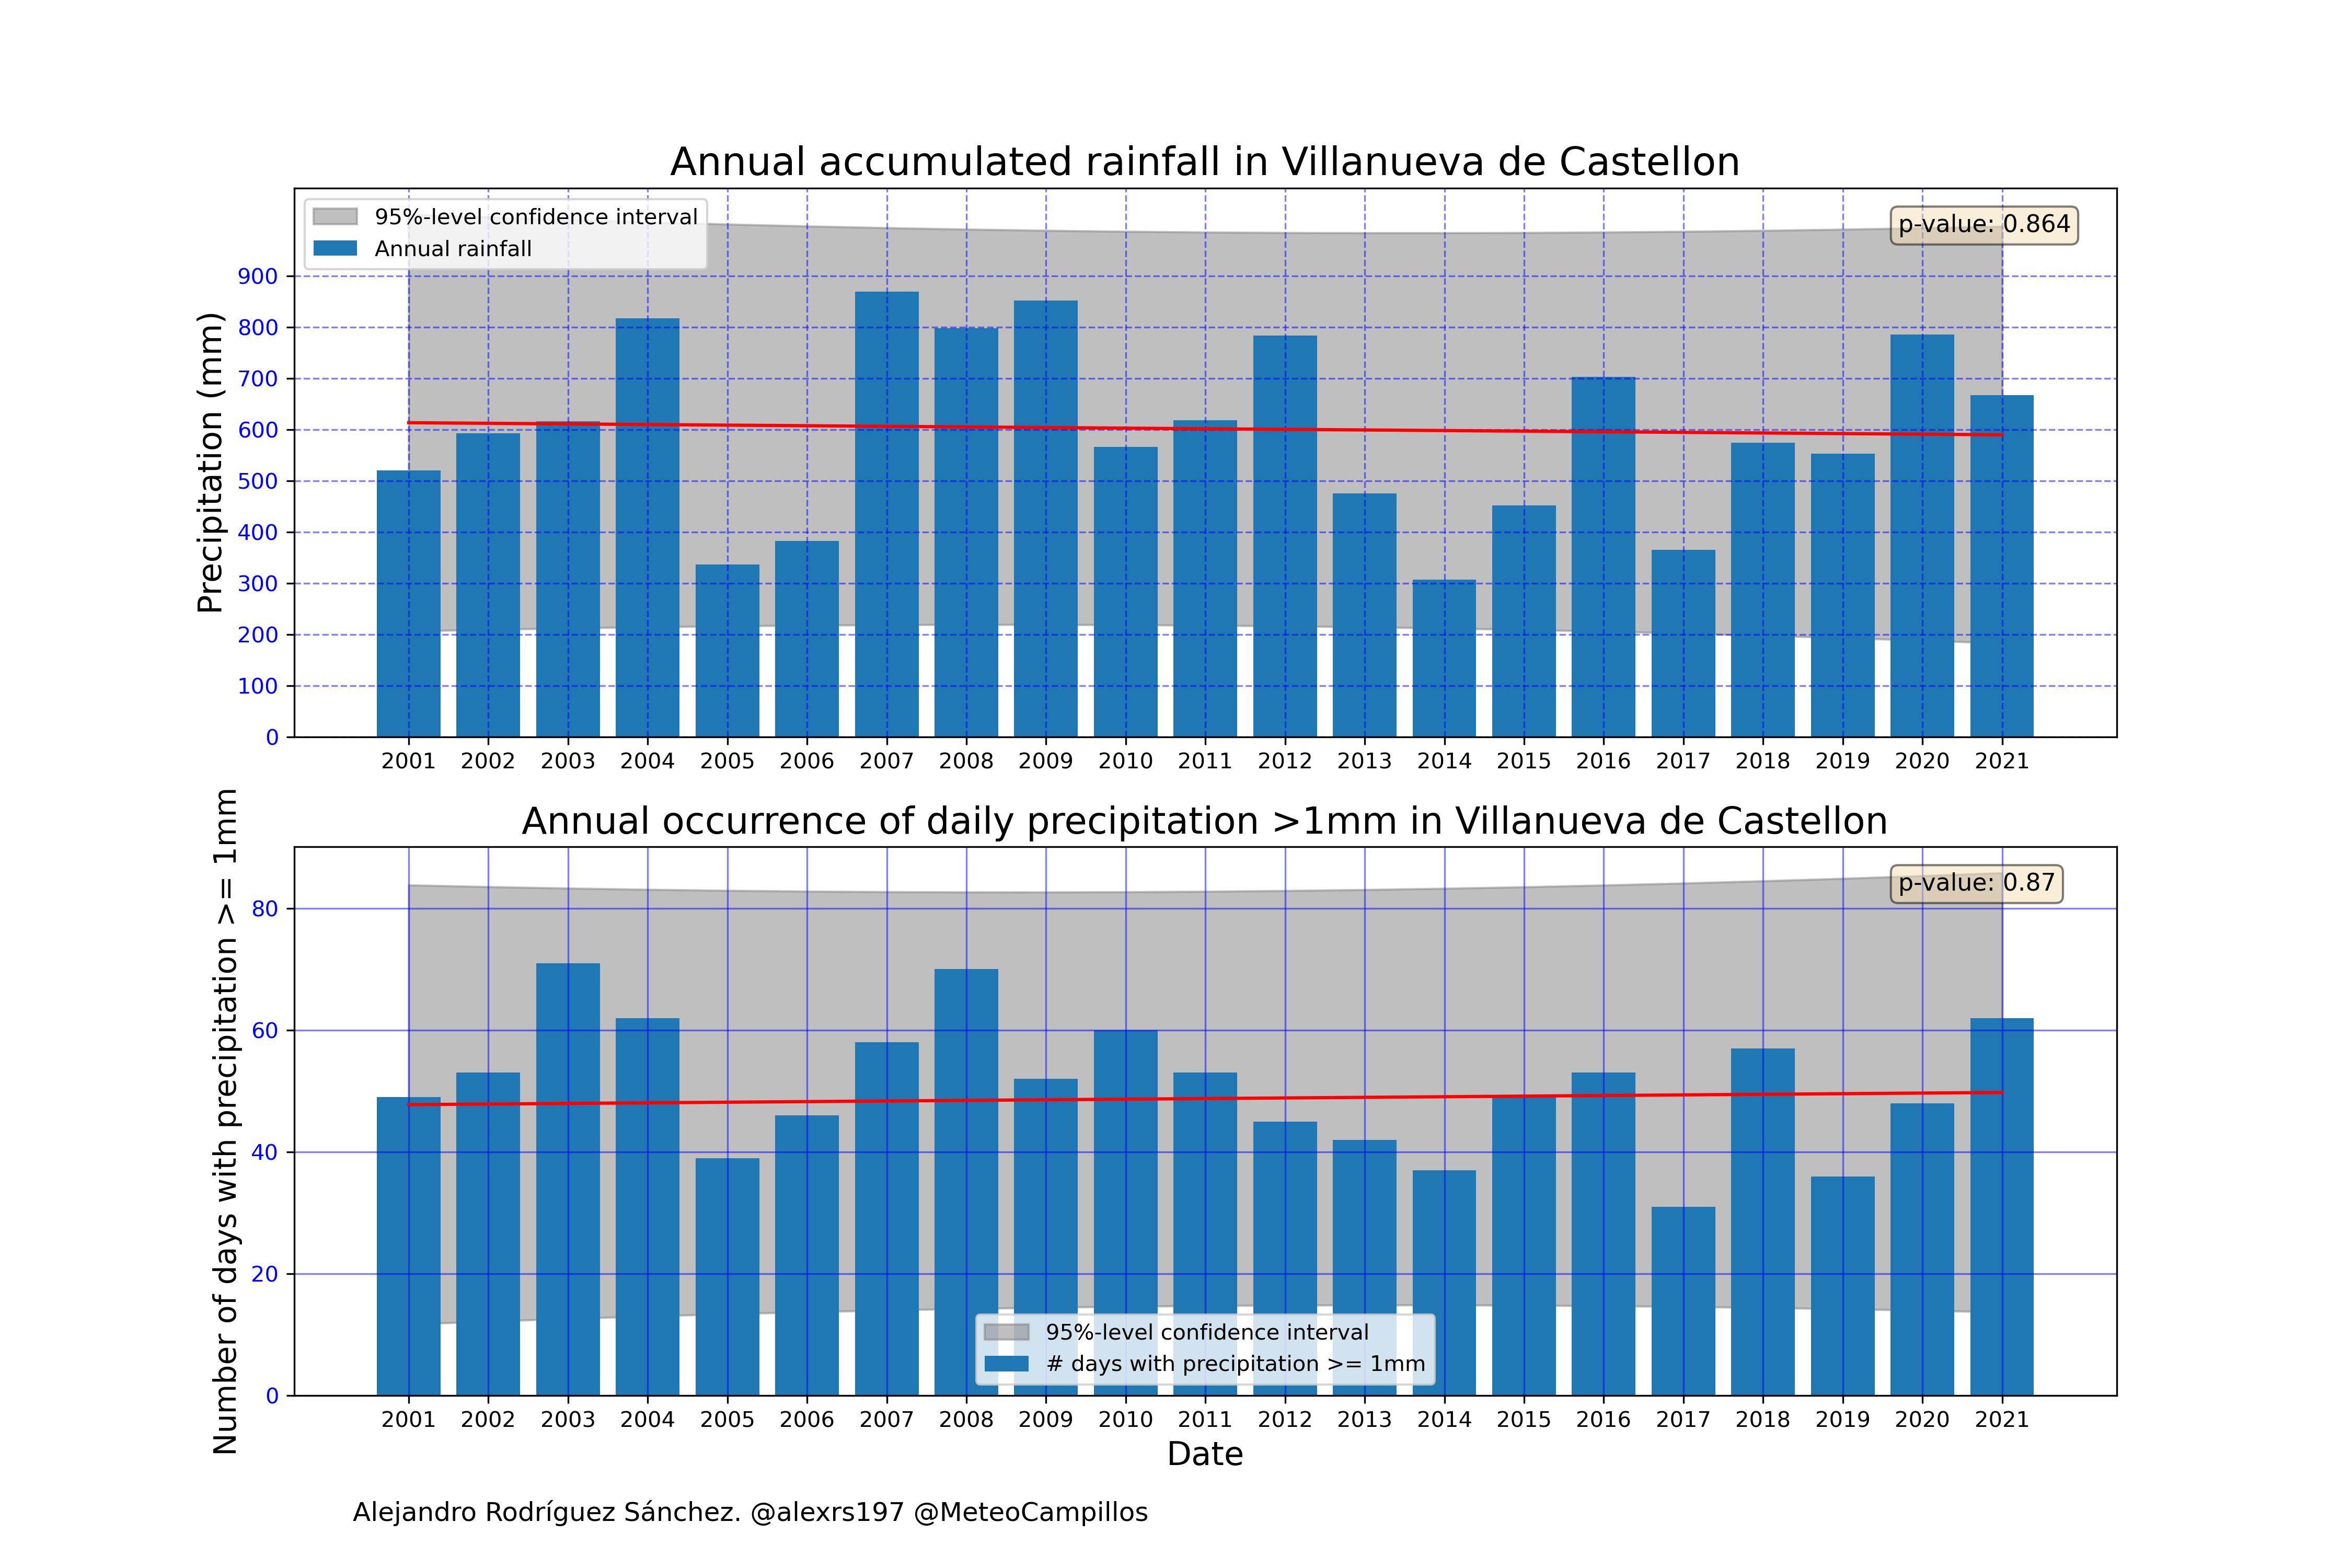 Annual accumulated rainfall in Villanueva de Castellon
95%-level confidence interval
Annual rainfall
p-value: 0.864
Precipitation (mm)
900
800
700
600
500
400
300
200
100
0
2001 2002 2003 2004 2005 2006 2007 2008 2009 2010 2011 2012 2013 2014 2015 2016 2017 2018 2019 2020 2021
Annual occurrence of daily precipitation >1mm in Villanueva de Castellon
p-value: 0.87
Number of days with precipitation >= 1mm
80
60
40
20
0
95%-level confidence interval
# days with precipitation >= 1mm
2001 2002 2003 2004 2005 2006 2007 2008 2009 2010 2011 2012 2013 2014 2015 2016 2017 2018 2019 2020 2021
Date
Alejandro Rodríguez Sánchez. @alexrs197 @MeteoCampillos